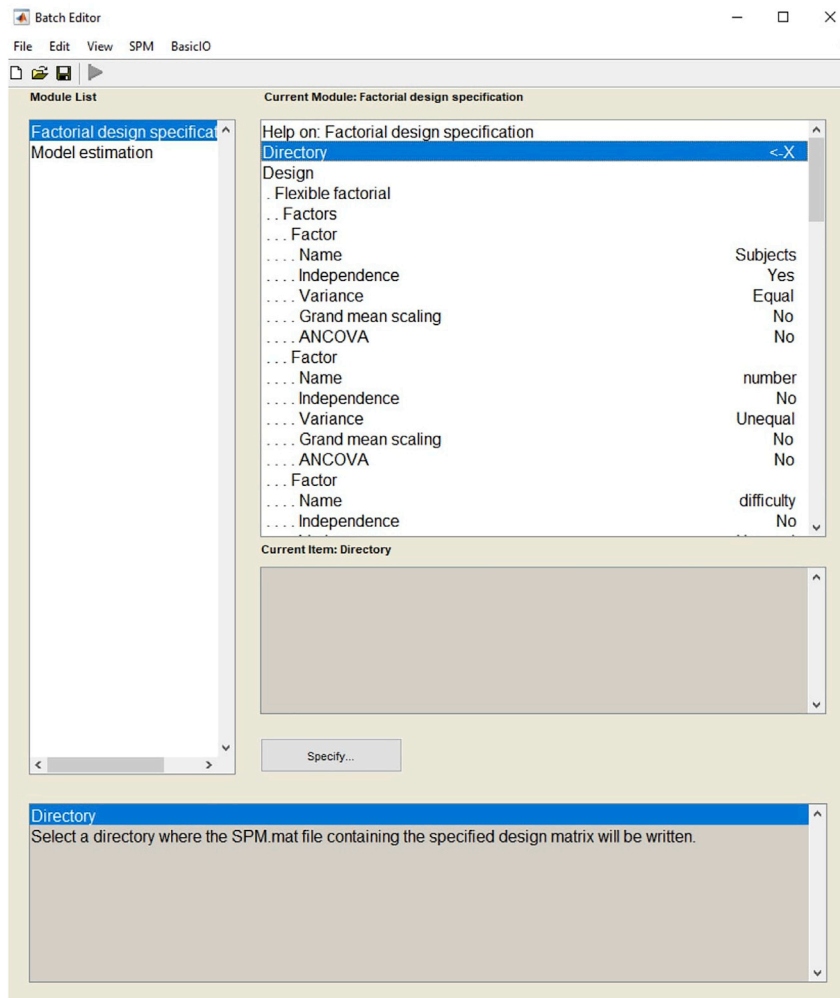 Batch Editor
File Edit View SPM BasicIO
Module List
Factorial design specificat
Model estimation
Current Module: Factorial design specification
Help on: Factorial design specification
Directory <-X
Design
. Flexible factorial
. . Factors
. . . Factor
. . . . Name Subjects
. . . . Independence Yes
. . . . Variance Equal
. . . . Grand mean scaling No
. . . . ANCOVA No
. . . Factor
. . . . Name number
. . . . Independence No
. . . . Variance Unequal
. . . . Grand mean scaling No
. . . . ANCOVA No
. . . Factor
. . . . Name difficulty
. . . . Independence No
Current Item: Directory
Specify...
Directory
Select a directory where the SPM.mat file containing the specified design matrix will be written.